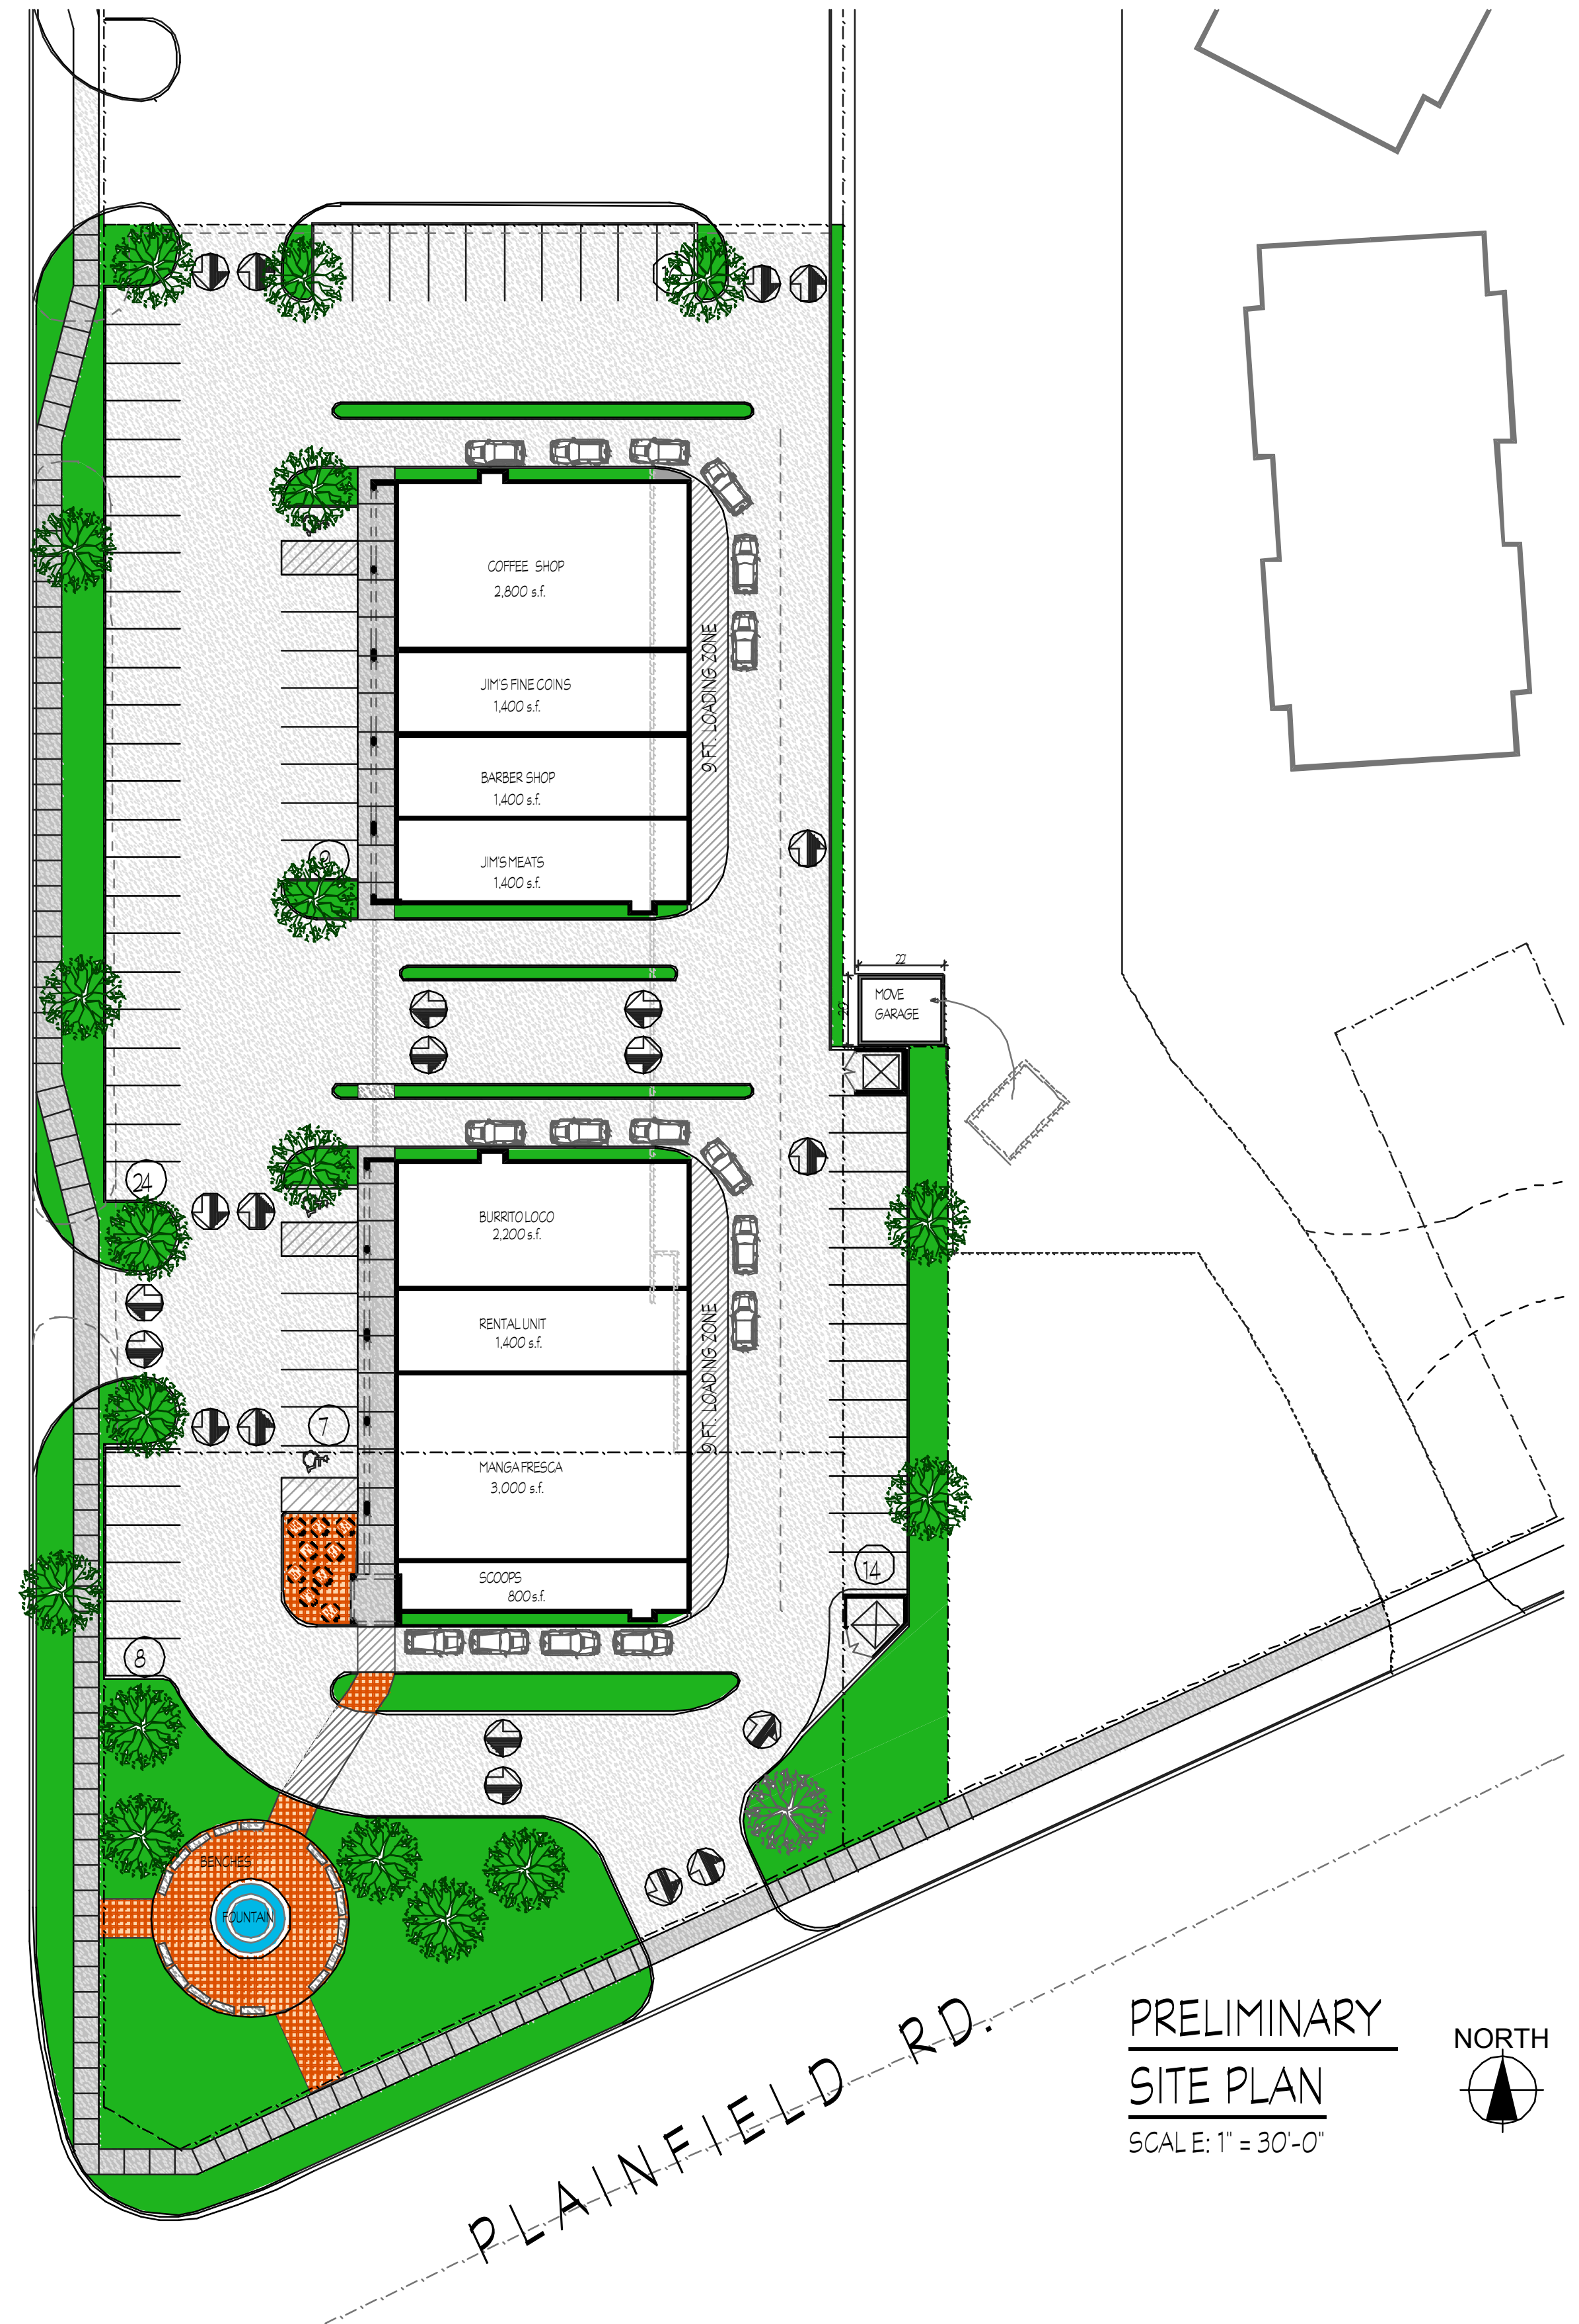 COFFEE SHOP
2,800 s.f.
JIM'S FINE COINS
1,400 s.f.
9 FT. LOADING ZONE
BARBER SHOP
1,400 s.f.
JIM'S MEATS
1,400 s.f.
22
MOVE
GARAGE
24
BURRITO LOCO
2,200 s.f.
RENTAL UNIT
1,400 s.f.
9 FT. LOADING ZONE
7
MANGA FRESCA
3,000 s.f.
14
SCOOPS
800 s.f.
8
BENCHES
FOUNTAIN
PLAINFIELD RD.
PRELIMINARY
SITE PLAN
SCALE: 1" = 30'-0"
NORTH